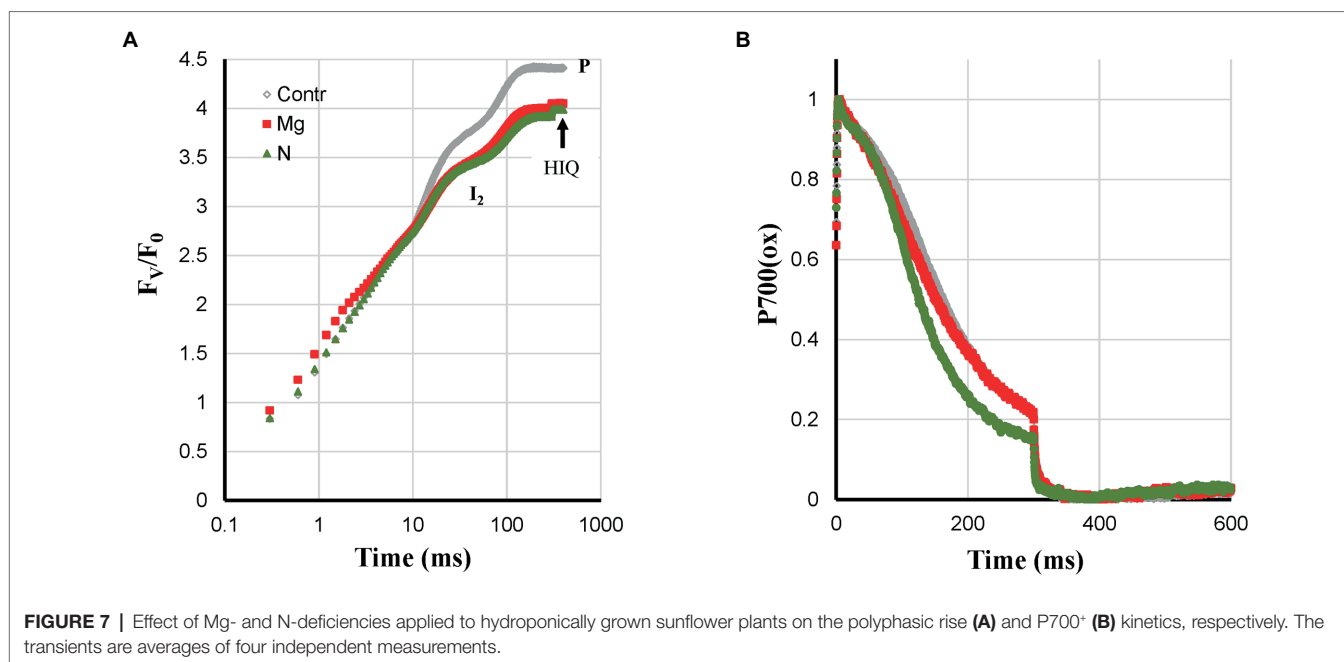 A
4.5
4
3.5
3
2.5
2
1.5
1
0.5
0
0.1
1
10
100
1000
F_V/F_0
Time (ms)
Contr
Mg
N
P
HIQ
I_2
B
1
0.8
0.6
0.4
0.2
0
0
200
400
600
P700(ox)
Time (ms)
FIGURE 7 | Effect of Mg- and N-deficiencies applied to hydroponically grown sunflower plants on the polyphasic rise (A) and P700⁺ (B) kinetics, respectively. The
transients are averages of four independent measurements.